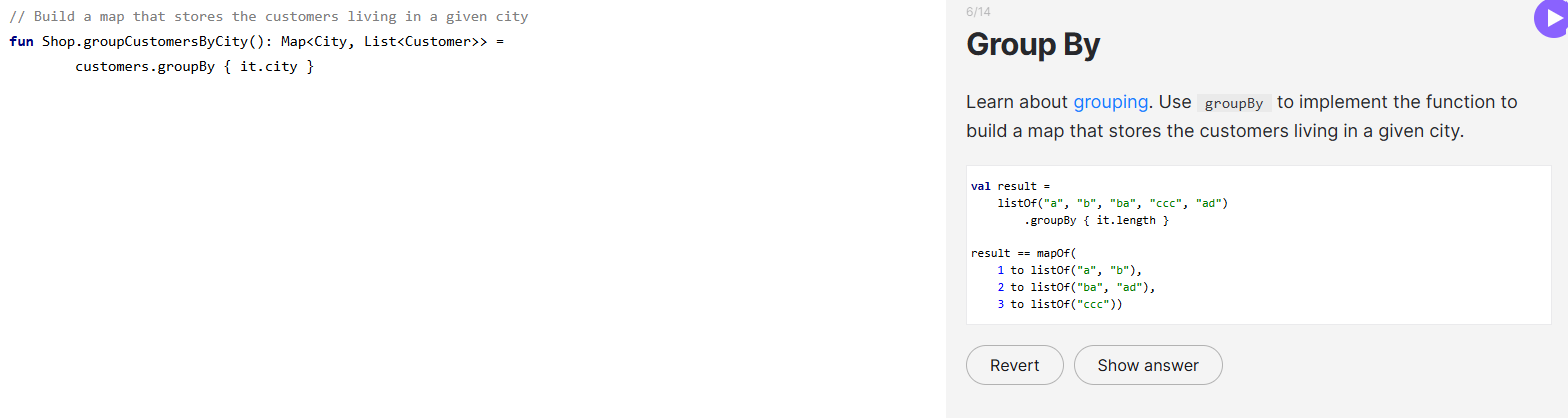 // Build a map that stores the customers living in a given city
fun Shop.groupCustomersByCity(): Map<City, List<Customer>> =
        customers.groupBy { it.city }
6/14
Group By
Learn about grouping. Use groupBy to implement the function to
build a map that stores the customers living in a given city.
val result =
    listOf("a", "b", "ba", "ccc", "ad")
        .groupBy { it.length }
result == mapOf(
    1 to listOf("a", "b"),
    2 to listOf("ba", "ad"),
    3 to listOf("ccc"))
Revert
Show answer